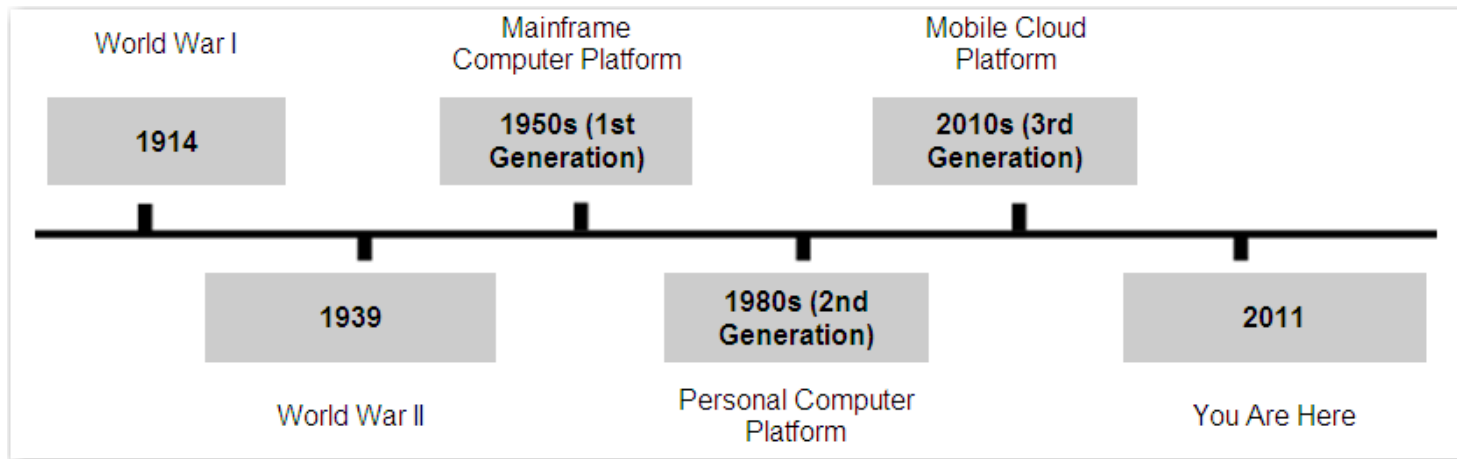 World War I
1914
Mainframe
Computer Platform
1950s (1st
Generation)
Mobile Cloud
Platform
2010s (3rd
Generation)
1939
World War II
1980s (2nd
Generation)
Personal Computer
Platform
2011
You Are Here